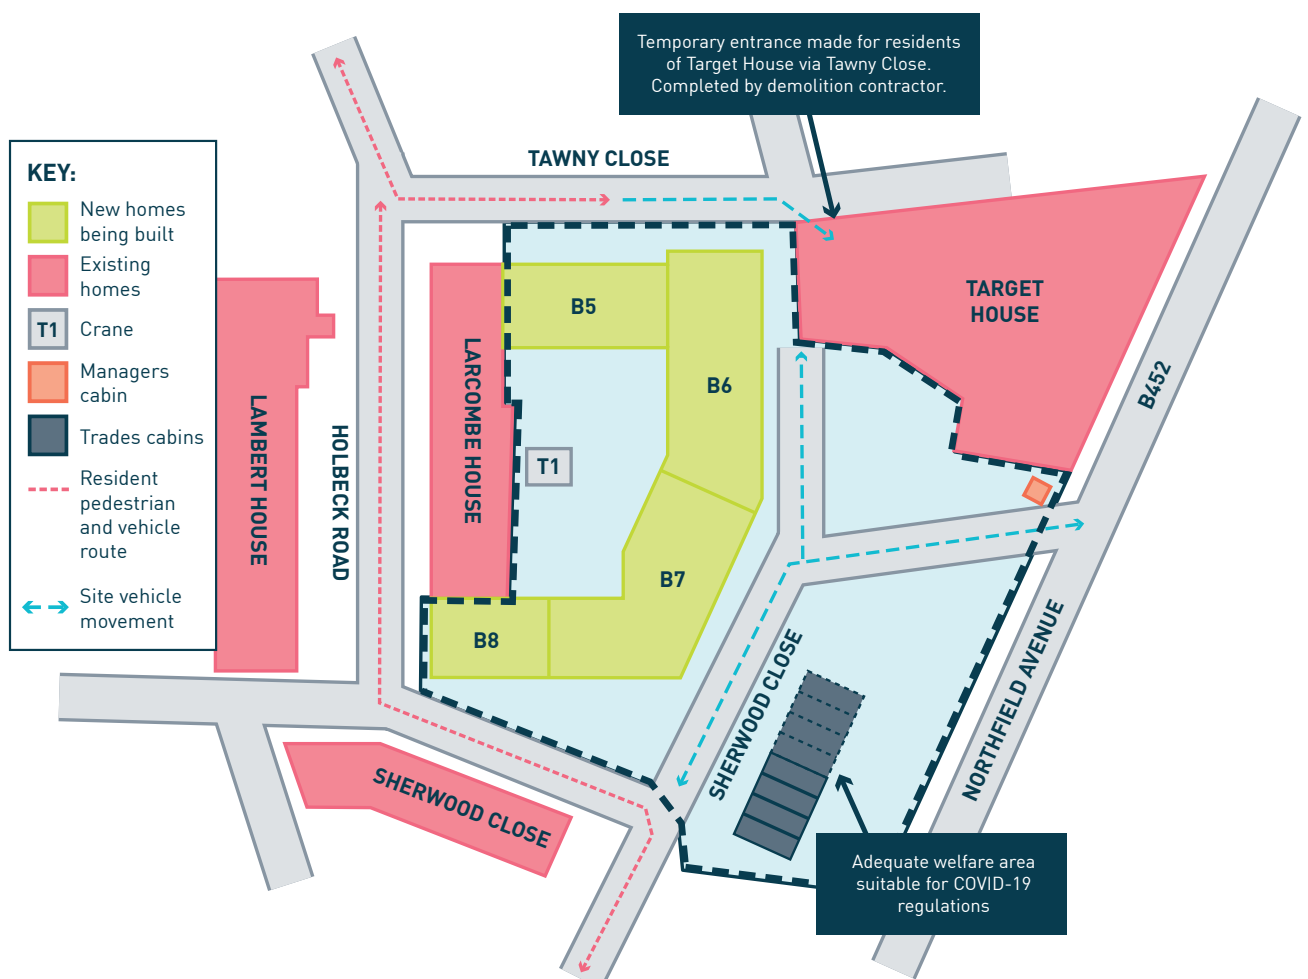 Temporary entrance made for residents
of Target House via Tawny Close.
Completed by demolition contractor.
TAWNY CLOSE
KEY:
New homes
being built
Existing
homes
T1 Crane
Managers
cabin
Trades cabins
Resident
pedestrian
and vehicle
route
Site vehicle
movement
LAMBERT HOUSE
HOLBECK ROAD
LARCOMBE HOUSE
B5
B6
T1
B7
B8
TARGET
HOUSE
B452
NORTHFIELD AVENUE
SHERWOOD CLOSE
SHERWOOD CLOSE
Adequate welfare area
suitable for COVID-19
regulations